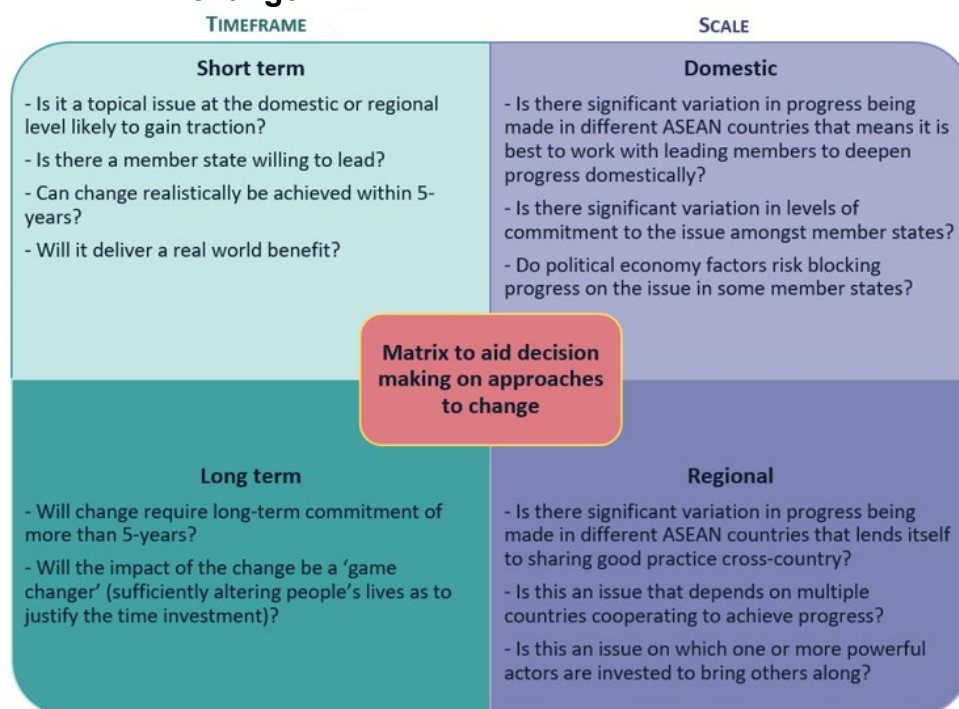 TIMEFRAME
SCALE
Short term
- Is it a topical issue at the domestic or regional
level likely to gain traction?
- Is there a member state willing to lead?
- Can change realistically be achieved within 5-
years?
- Will it deliver a real world benefit?
Domestic
- Is there significant variation in progress being
made in different ASEAN countries that means it is
best to work with leading members to deepen
progress domestically?
- Is there significant variation in levels of
commitment to the issue amongst member states?
- Do political economy factors risk blocking
progress on the issue in some member states?
Matrix to aid decision
making on approaches
to change
Long term
- Will change require long-term commitment of
more than 5-years?
- Will the impact of the change be a ‘game
changer’ (sufficiently altering people’s lives as to
justify the time investment)?
Regional
- Is there significant variation in progress being
made in different ASEAN countries that lends itself
to sharing good practice cross-country?
- Is this an issue that depends on multiple
countries cooperating to achieve progress?
- Is this an issue on which one or more powerful
actors are invested to bring others along?